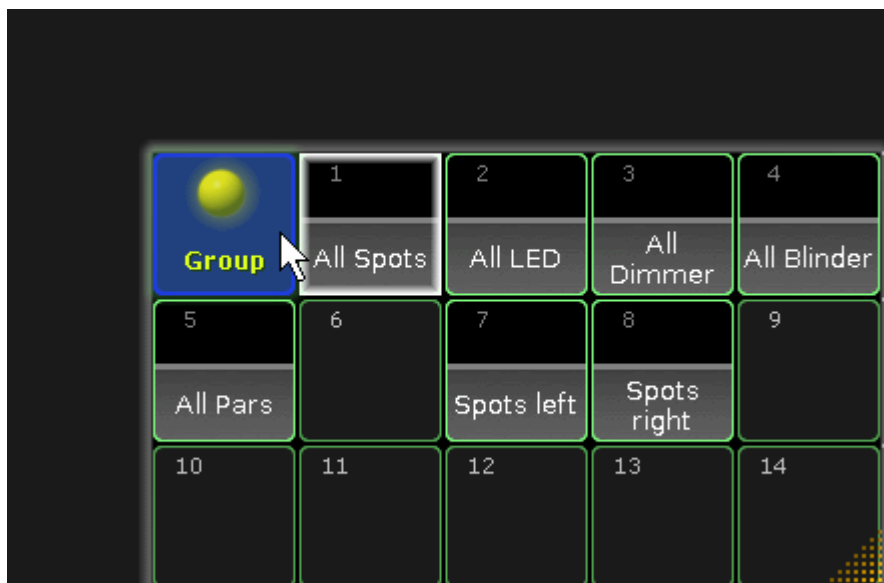 Group
1
All Spots
2
All LED
3
All
Dimmer
4
All Blinder
5
All Pars
6
7
Spots left
8
Spots
right
9
10
11
12
13
14